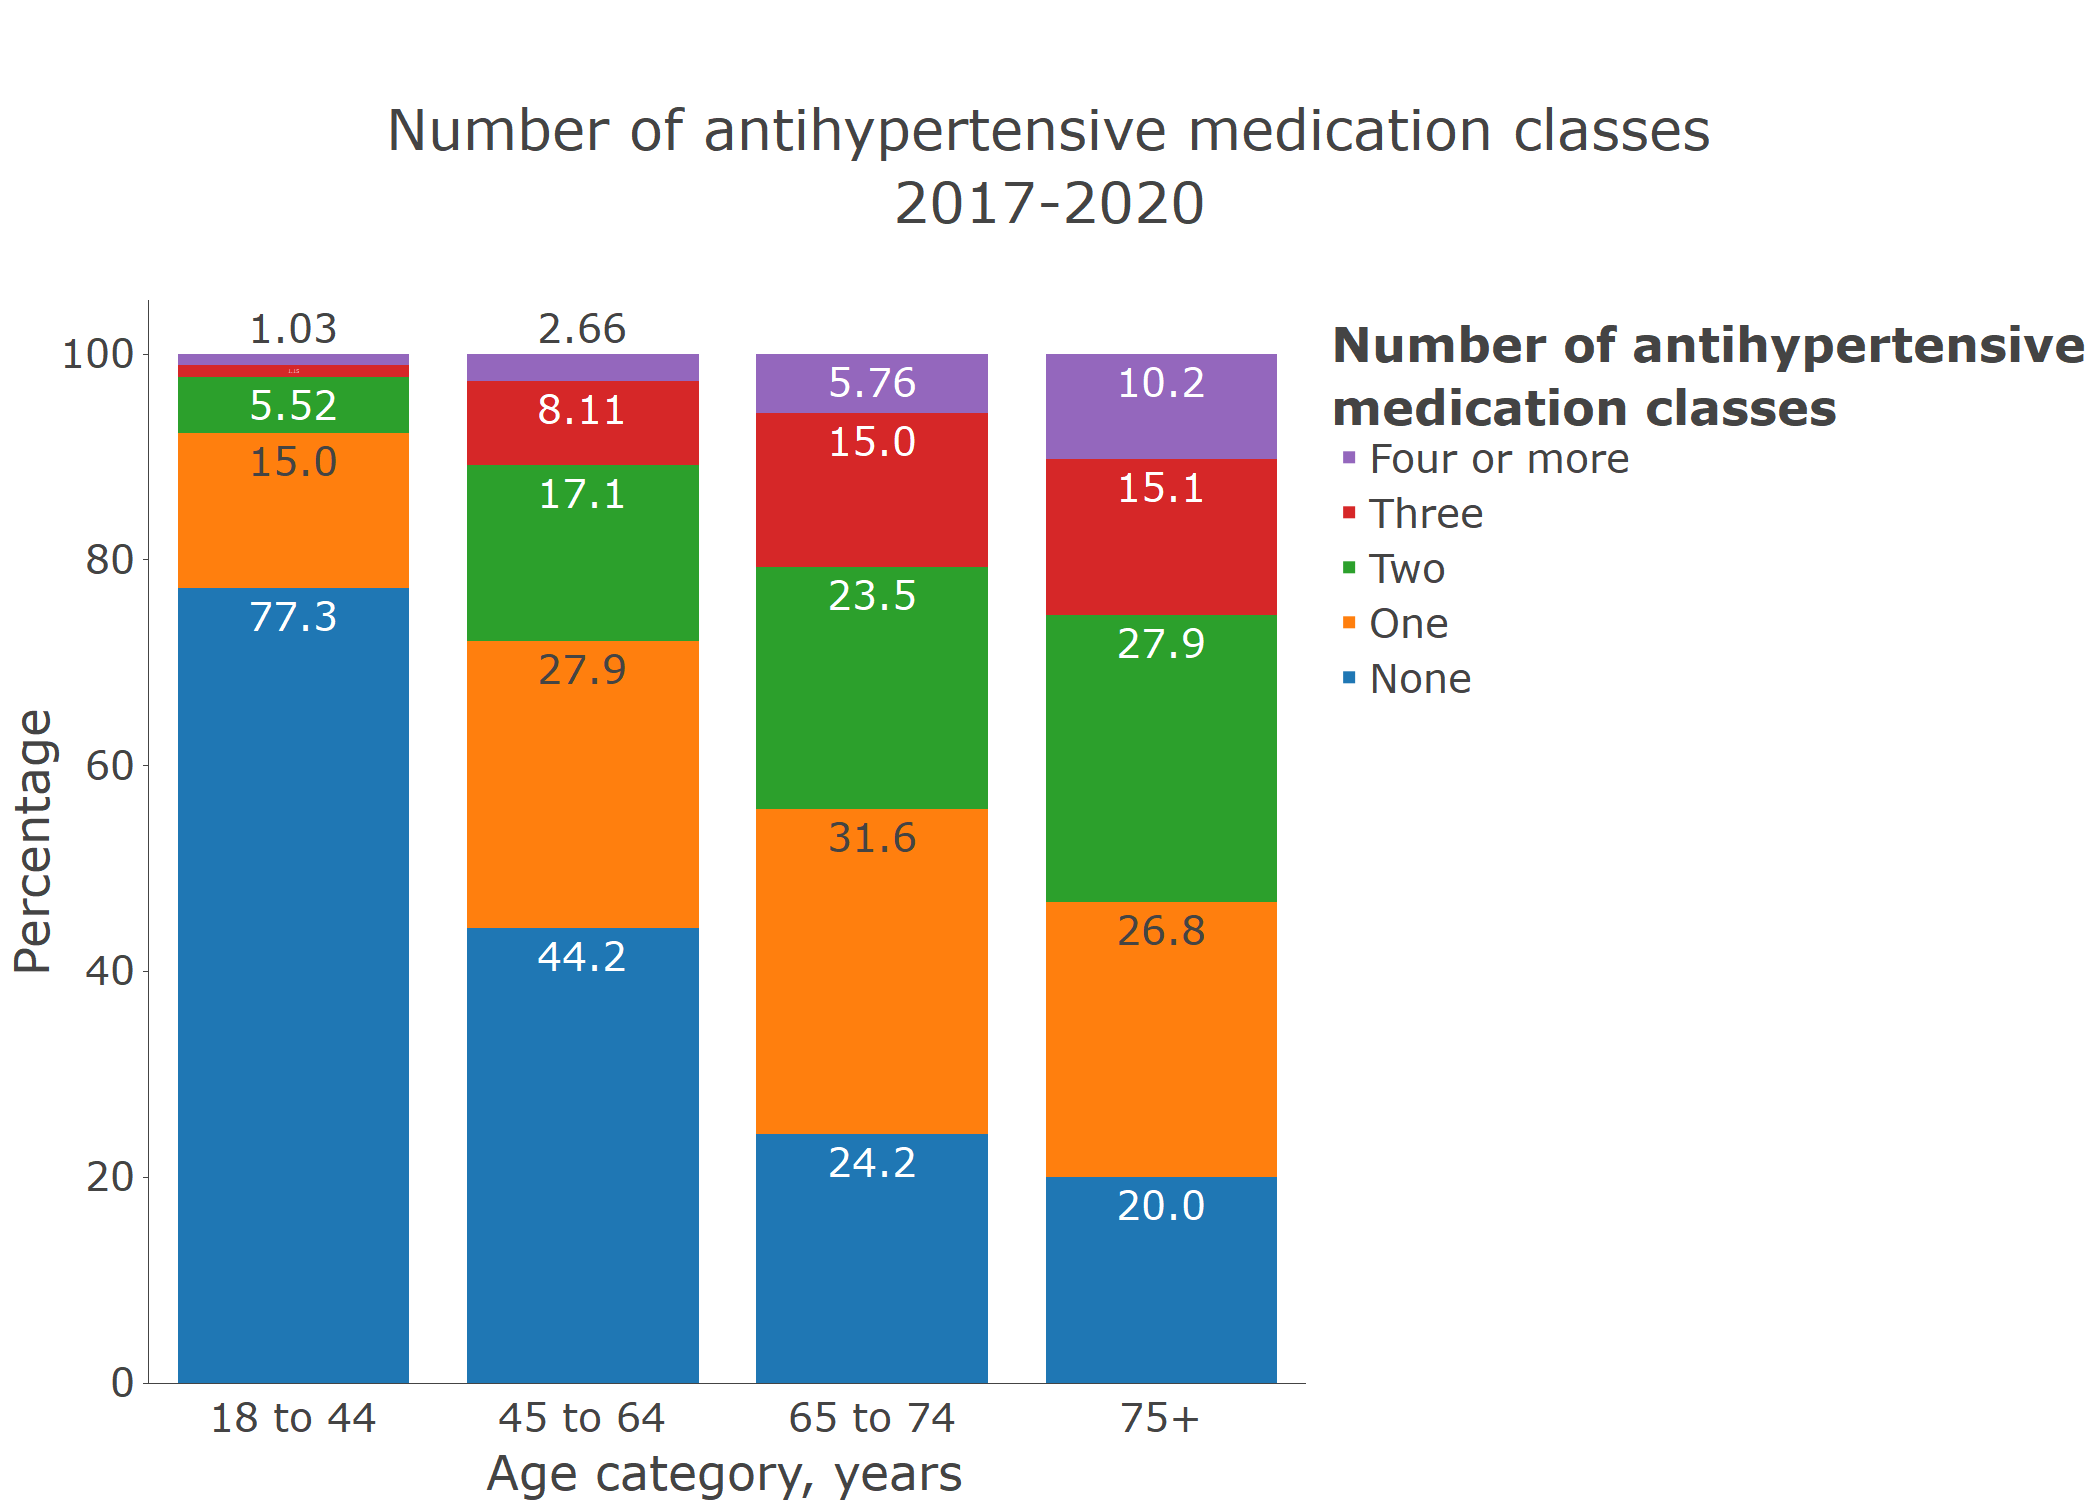 Number of antihypertensive medication classes
2017-2020
Percentage
100
80
60
40
20
0
1.03
5.52
15.0
77.3
2.66
8.11
17.1
27.9
44.2
5.76
15.0
23.5
31.6
24.2
10.2
15.1
27.9
26.8
20.0
18 to 44
45 to 64
65 to 74
75+
Age category, years
Number of antihypertensive
medication classes
Four or more
Three
Two
One
None